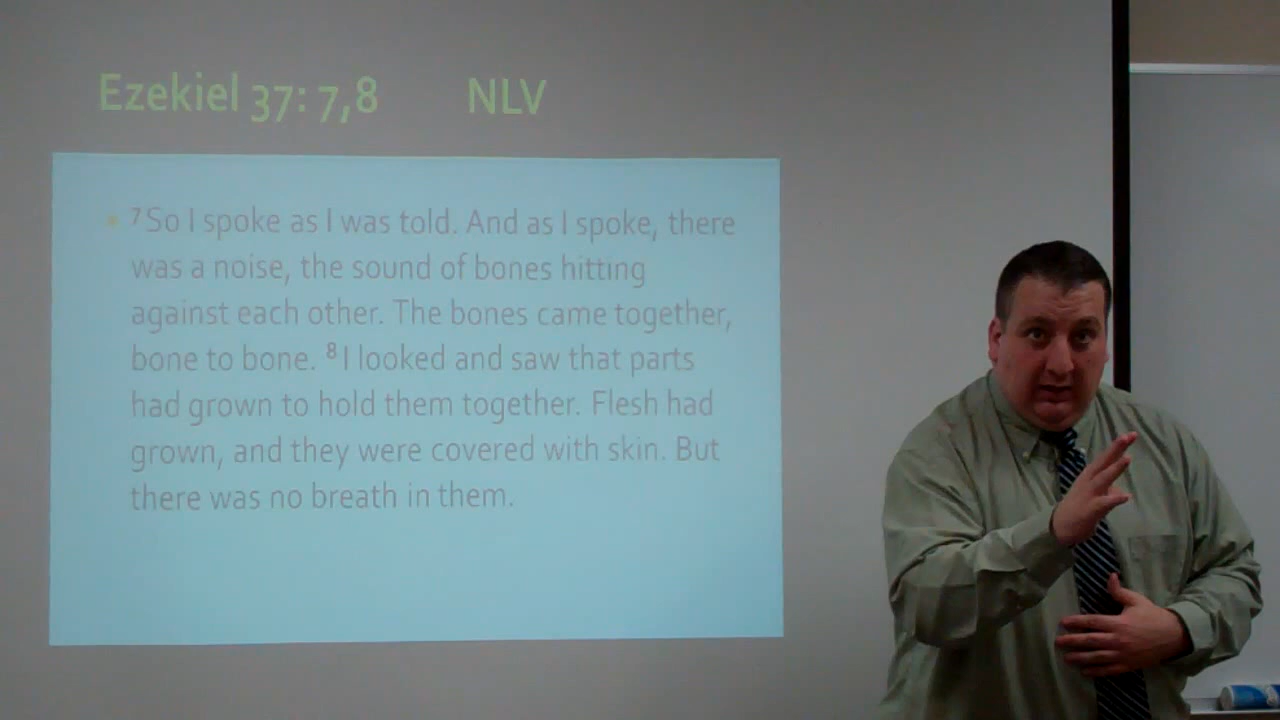 Ezekiel 37: 7,8 NLV
• ⁷So I spoke as I was told. And as I spoke, there
was a noise, the sound of bones hitting
against each other. The bones came together,
bone to bone. ⁸I looked and saw that parts
had grown to hold them together. Flesh had
grown, and they were covered with skin. But
there was no breath in them.